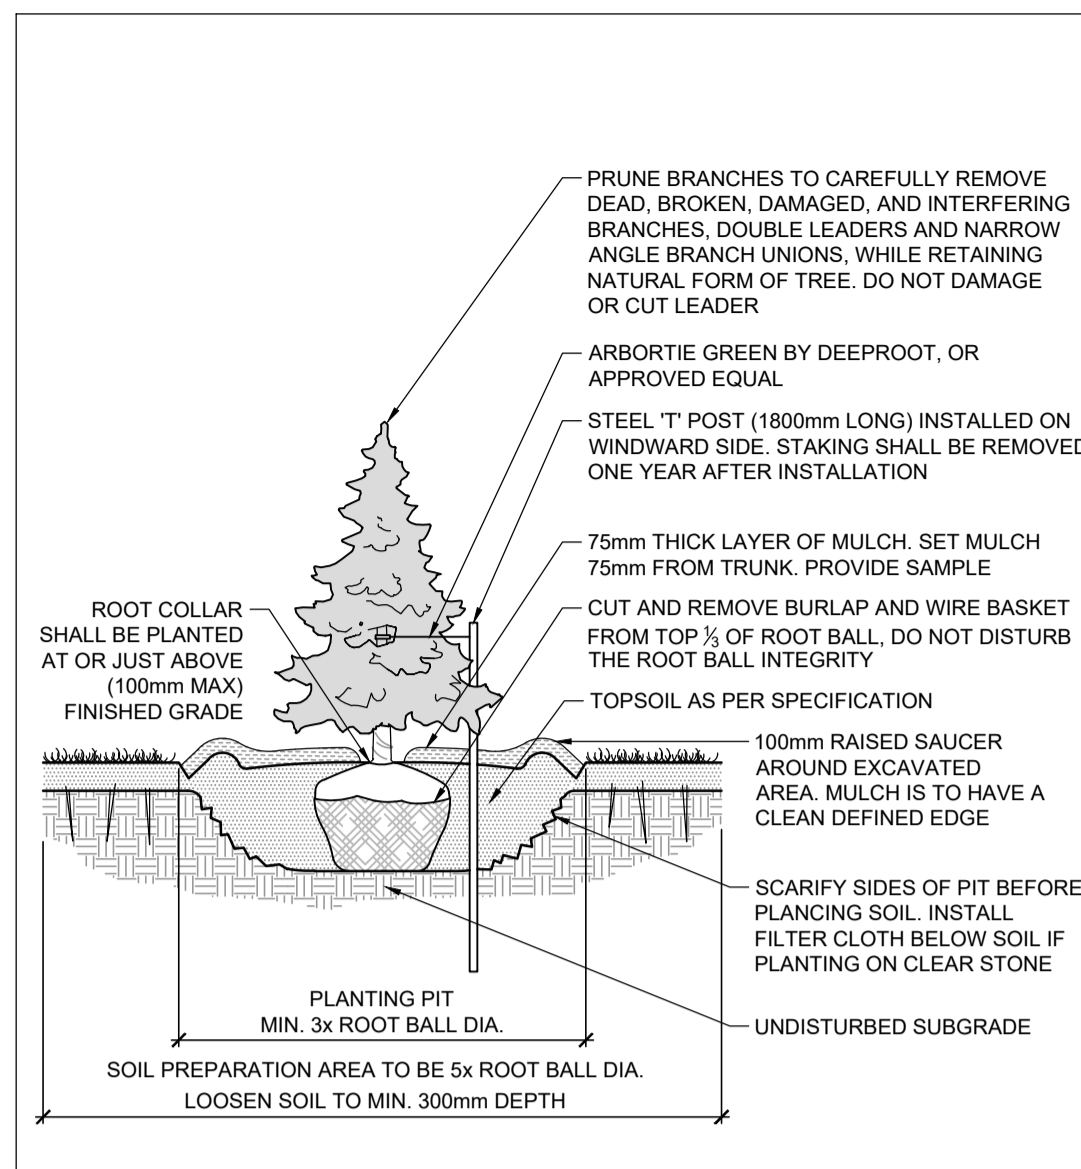 PRUNE BRANCHES TO CAREFULLY REMOVE
DEAD, BROKEN, DAMAGED, AND INTERFERING
BRANCHES, DOUBLE LEADERS AND NARROW
ANGLE BRANCH UNIONS, WHILE RETAINING
NATURAL FORM OF TREE. DO NOT DAMAGE
OR CUT LEADER
ARBORTIE GREEN BY DEEPROOT, OR
APPROVED EQUAL
STEEL 'T' POST (1800mm LONG) INSTALLED ON
WINDWARD SIDE. STAKING SHALL BE REMOVED
ONE YEAR AFTER INSTALLATION
75mm THICK LAYER OF MULCH. SET MULCH
75mm FROM TRUNK. PROVIDE SAMPLE
CUT AND REMOVE BURLAP AND WIRE BASKET
FROM TOP ⅓ OF ROOT BALL, DO NOT DISTURB
THE ROOT BALL INTEGRITY
ROOT COLLAR
SHALL BE PLANTED
AT OR JUST ABOVE
(100mm MAX)
FINISHED GRADE
TOPSOIL AS PER SPECIFICATION
100mm RAISED SAUCER
AROUND EXCAVATED
AREA. MULCH IS TO HAVE A
CLEAN DEFINED EDGE
SCARIFY SIDES OF PIT BEFORE
PLANCING SOIL. INSTALL
FILTER CLOTH BELOW SOIL IF
PLANTING ON CLEAR STONE
UNDISTURBED SUBGRADE
PLANTING PIT
MIN. 3x ROOT BALL DIA.
SOIL PREPARATION AREA TO BE 5x ROOT BALL DIA.
LOOSEN SOIL TO MIN. 300mm DEPTH